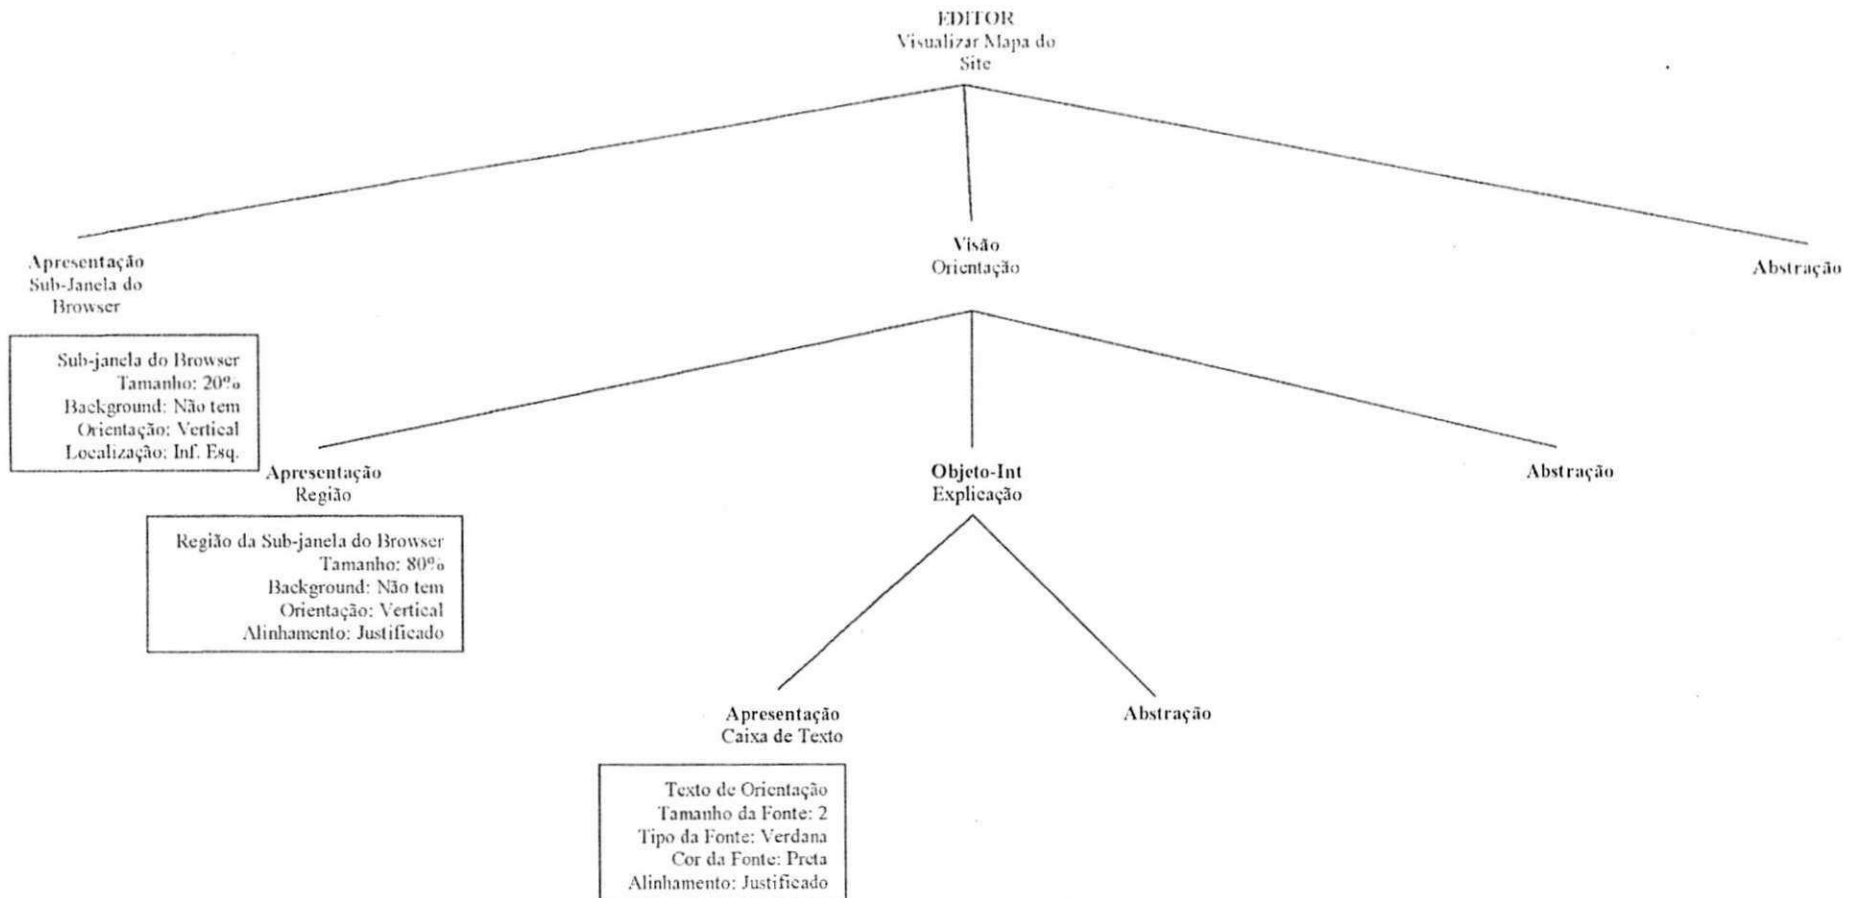 EDITOR
Visualizar Mapa do
Site
Apresentação
Sub-Janela do
Browser
Visão
Orientação
Abstração
Sub-janela do Browser
Tamanho: 20%
Background: Não tem
Orientação: Vertical
Localização: Inf. Esq.
Apresentação
Região
Objeto-Int
Explicação
Abstração
Região da Sub-janela do Browser
Tamanho: 80%
Background: Não tem
Orientação: Vertical
Alinhamento: Justificado
Apresentação
Caixa de Texto
Abstração
Texto de Orientação
Tamanho da Fonte: 2
Tipo da Fonte: Verdana
Cor da Fonte: Preta
Alinhamento: Justificado